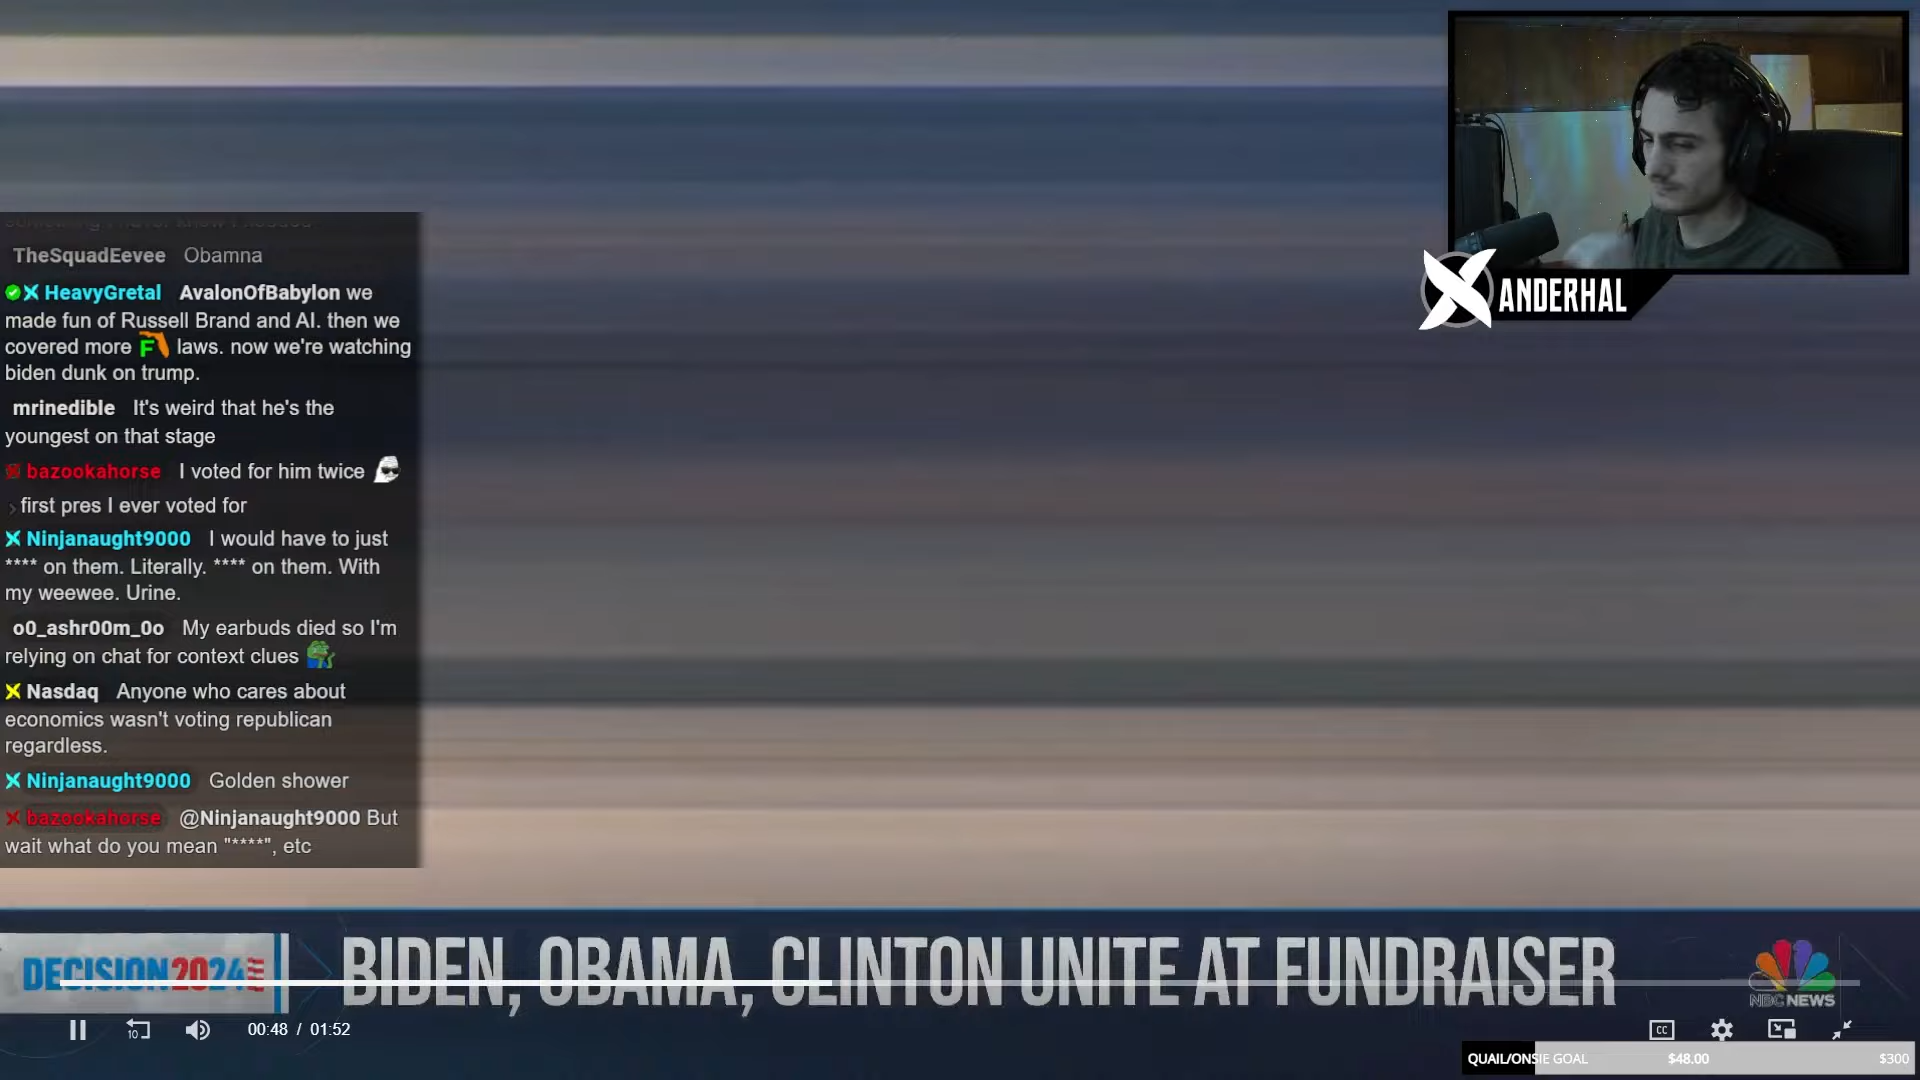 TheSquadEevee Obamna
HeavyGretal AvalonOfBabylon we
made fun of Russell Brand and AI. then we
covered more F laws. now we're watching
biden dunk on trump.
mrinedible It's weird that he's the
youngest on that stage
bazookahorse I voted for him twice
first pres I ever voted for
Ninjanaught9000 I would have to just
**** on them. Literally. **** on them. With
my weewee. Urine.
o0_ashr00m_0o My earbuds died so I'm
relying on chat for context clues
Nasdaq Anyone who cares about
economics wasn't voting republican
regardless.
Ninjanaught9000 Golden shower
bazookahorse @Ninjanaught9000 But
wait what do you mean "****", etc
XANDERHAL
DECISION 2024
BIDEN, OBAMA, CLINTON UNITE AT FUNDRAISER
NBC NEWS
10
00:48 / 01:52
CC
QUAIL/ONSIE GOAL $48.00 $300